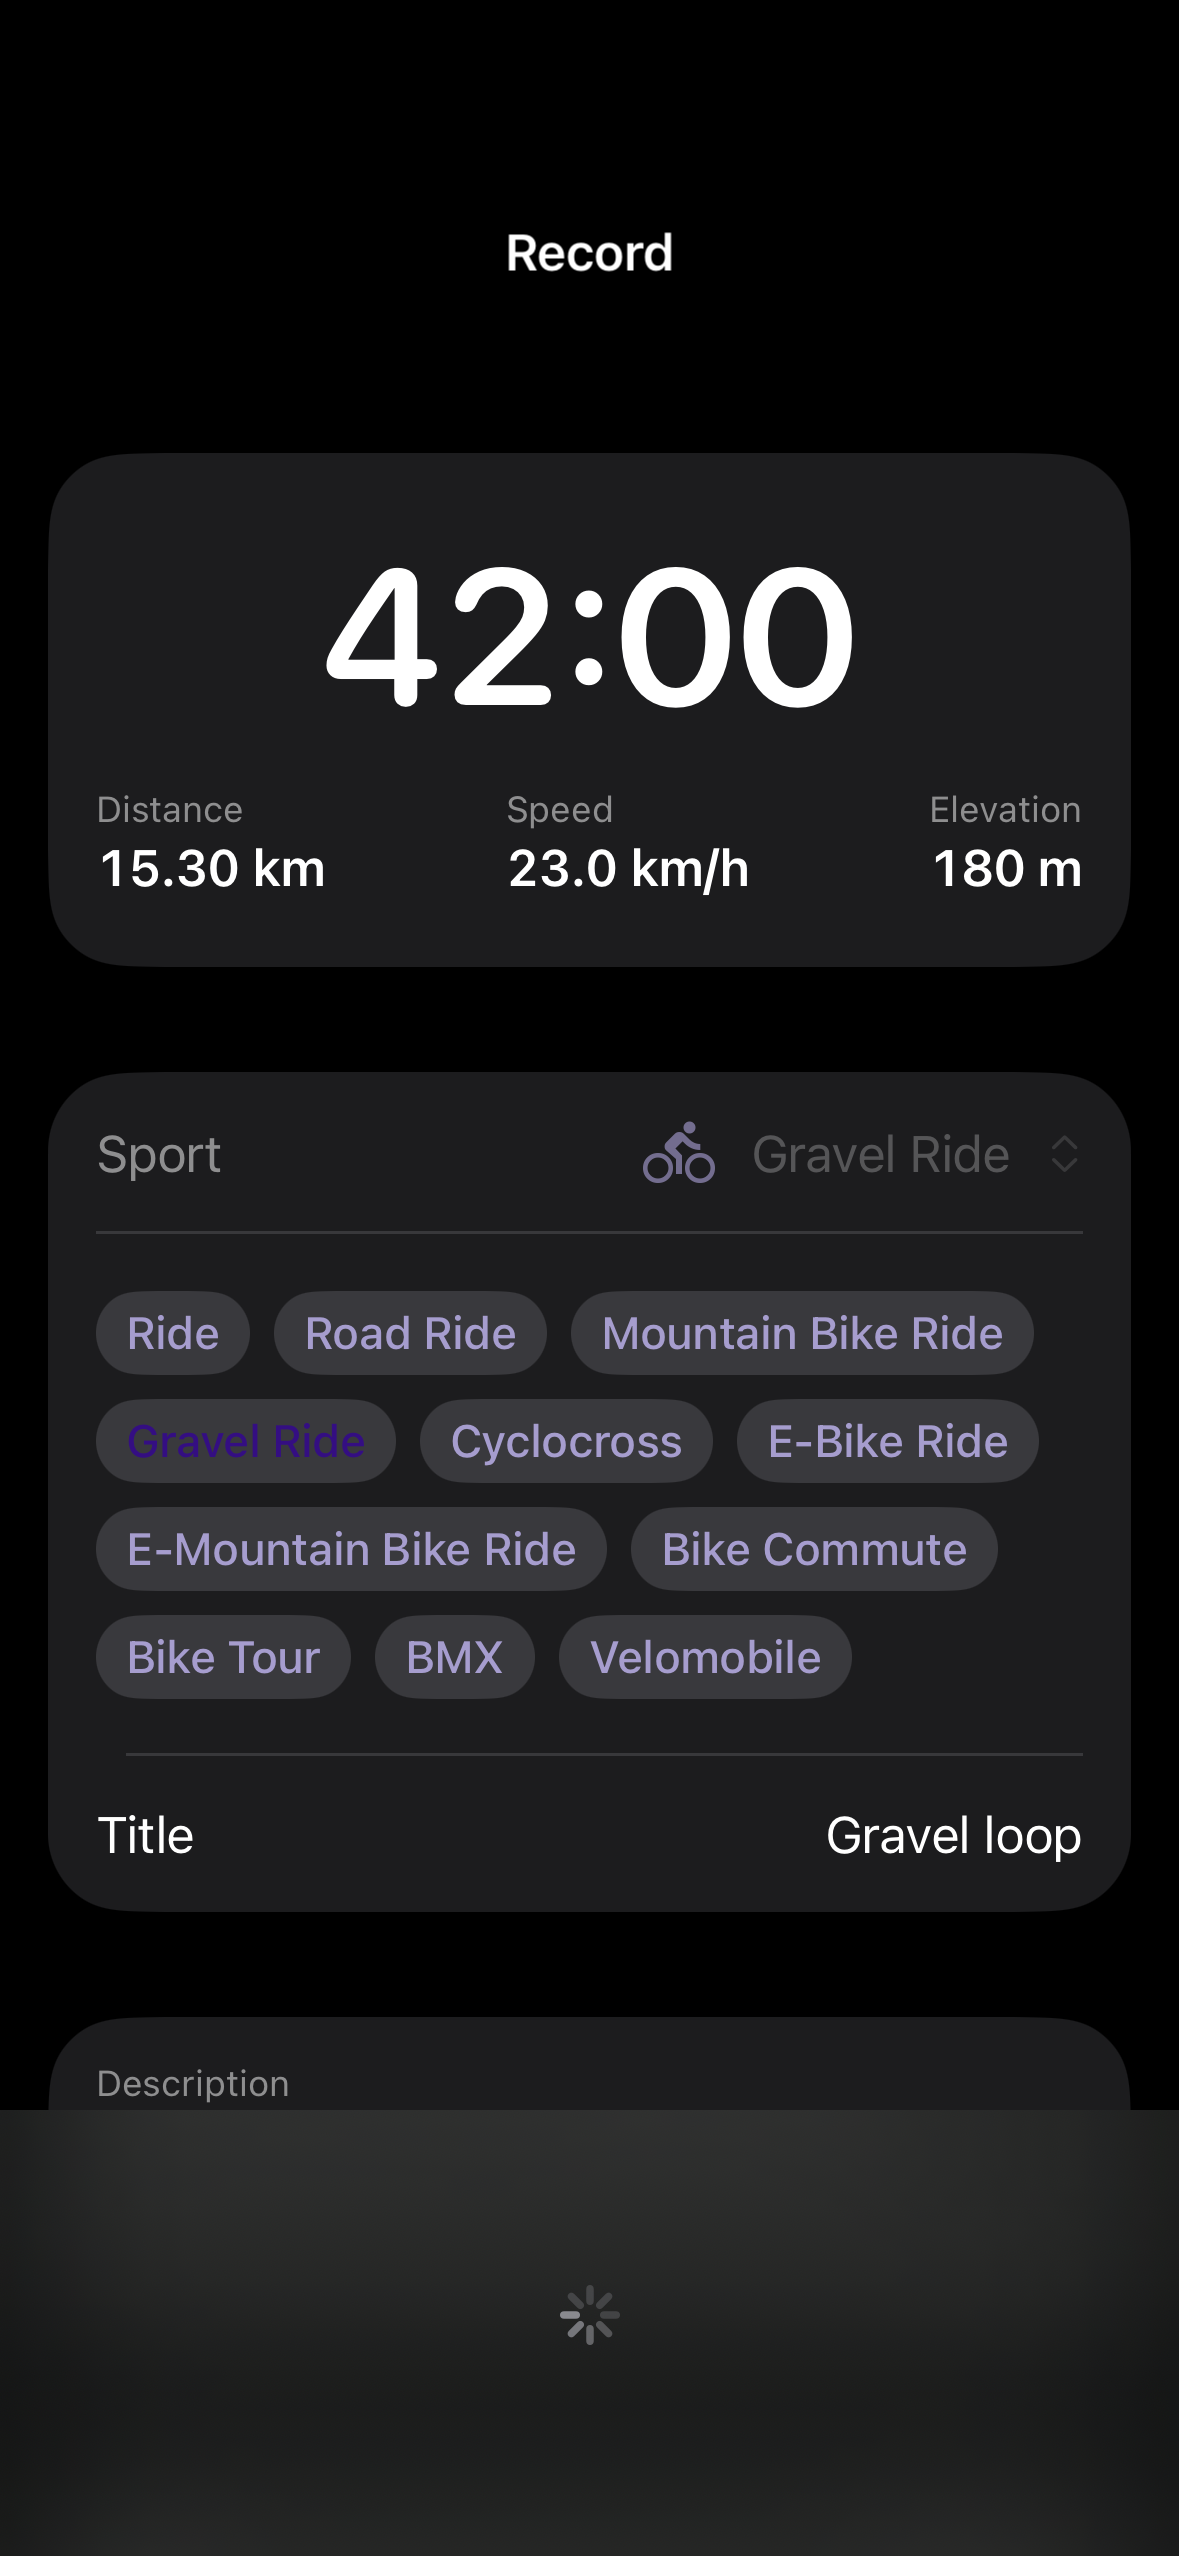 Record
42:00
Distance Speed Elevation
15.30 km 23.0 km/h 180 m
Sport Gravel Ride
Ride Road Ride Mountain Bike Ride
Gravel Ride Cyclocross E-Bike Ride
E-Mountain Bike Ride Bike Commute
Bike Tour BMX Velomobile
Title Gravel loop
Description